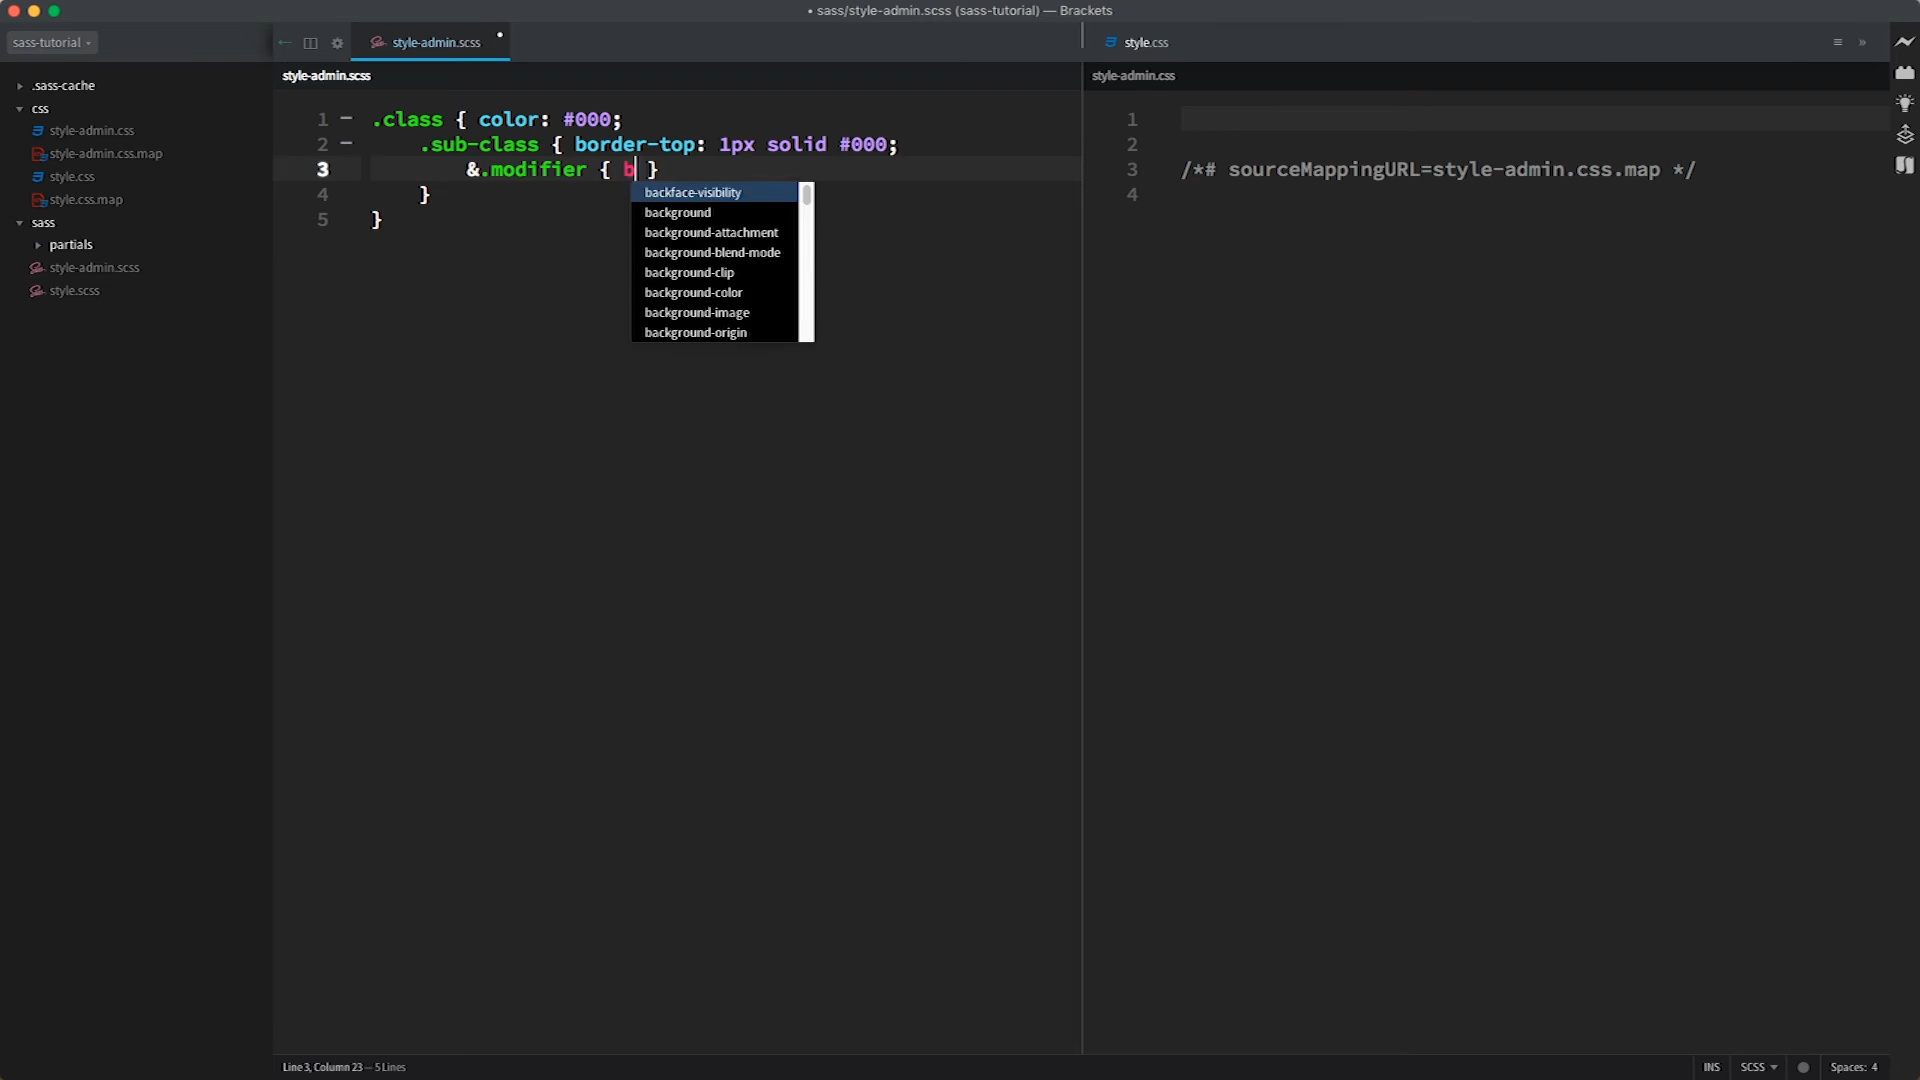 • sass/style-admin.scss (sass-tutorial) — Brackets
sass-tutorial
style-admin.scss
style.css
style-admin.scss
style-admin.css
.sass-cache
css
style-admin.css
style-admin.css.map
style.css
style.css.map
sass
partials
style-admin.scss
style.scss
1 .class { color: #000;
2 .sub-class { border-top: 1px solid #000;
3 &.modifier { b }
4 }
5 }
backface-visibility
background
background-attachment
background-blend-mode
background-clip
background-color
background-image
background-origin
1
2
3 /*# sourceMappingURL=style-admin.css.map */
4
Line 3, Column 23 — 5 Lines
INS
SCSS
Spaces: 4